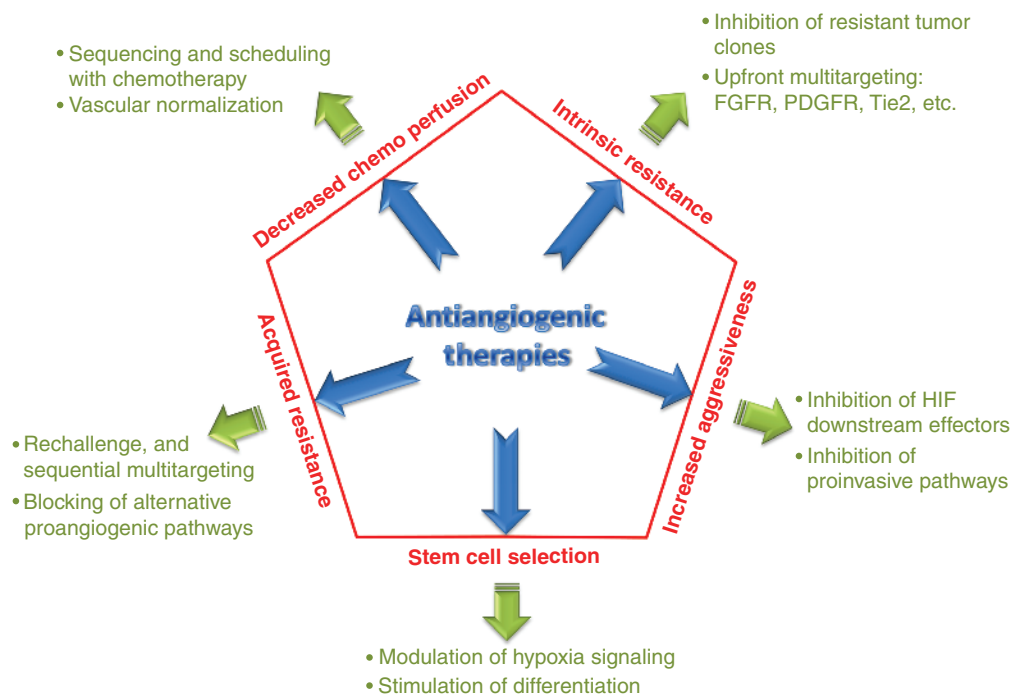 • Sequencing and scheduling
with chemotherapy
• Vascular normalization
• Inhibition of resistant tumor
clones
• Upfront multitargeting:
FGFR, PDGFR, Tie2, etc.
Decreased chemo perfusion
Intrinsic resistance
Antiangiogenic
therapies
Acquired resistance
Increased aggressiveness
• Rechallenge, and
sequential multitargeting
• Blocking of alternative
proangiogenic pathways
• Inhibition of HIF
downstream effectors
• Inhibition of
proinvasive pathways
Stem cell selection
• Modulation of hypoxia signaling
• Stimulation of differentiation